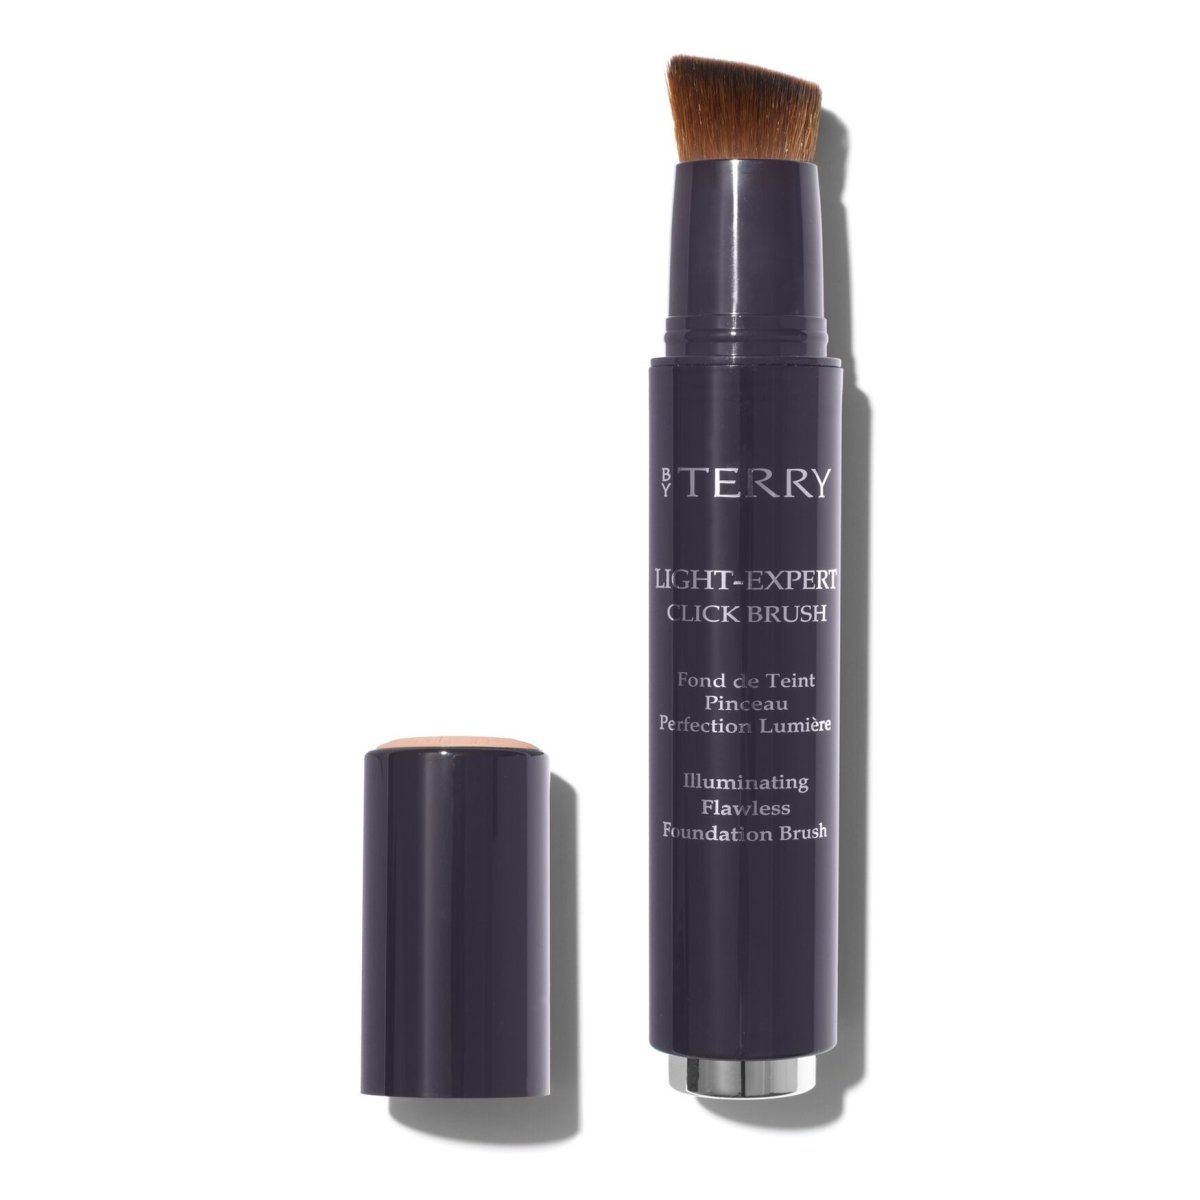 BY TERRY
LIGHT-EXPERT
CLICK BRUSH
Fond de Teint
Pinceau
Perfection Lumière
Illuminating
Flawless
Foundation Brush